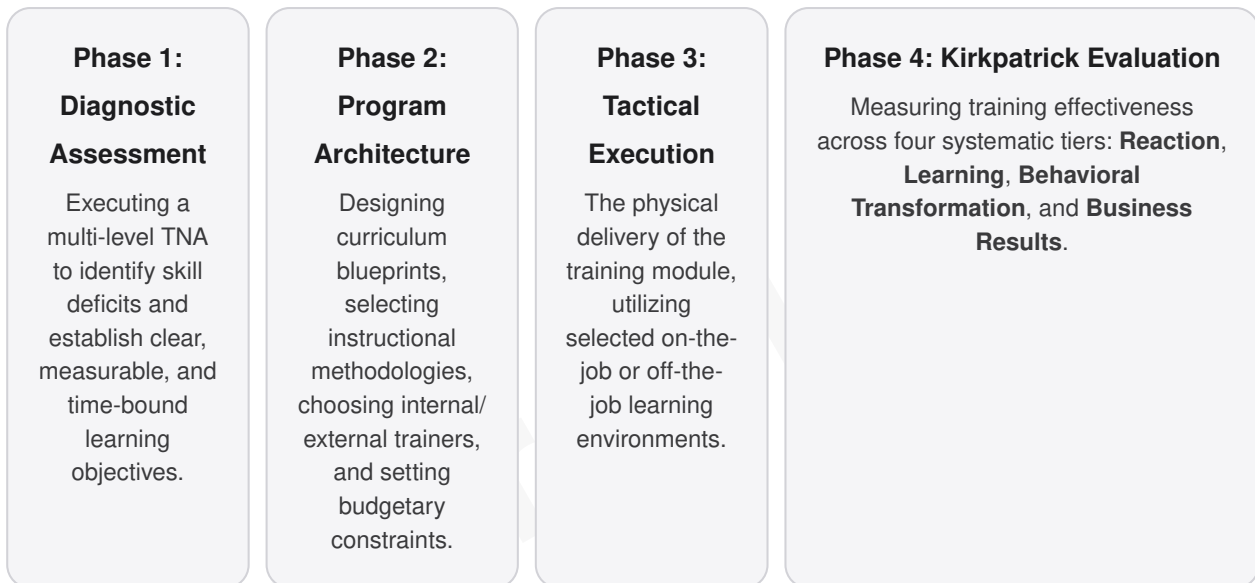 Phase 1:
Diagnostic
Assessment
Executing a
multi-level TNA
to identify skill
deficits and
establish clear,
measurable, and
time-bound
learning
objectives.
Phase 2:
Program
Architecture
Designing
curriculum
blueprints,
selecting
instructional
methodologies,
choosing internal/
external trainers,
and setting
budgetary
constraints.
Phase 3:
Tactical
Execution
The physical
delivery of the
training module,
utilizing
selected on-the-
job or off-the-
job learning
environments.
Phase 4: Kirkpatrick Evaluation
Measuring training effectiveness
across four systematic tiers: Reaction,
Learning, Behavioral
Transformation, and Business
Results.